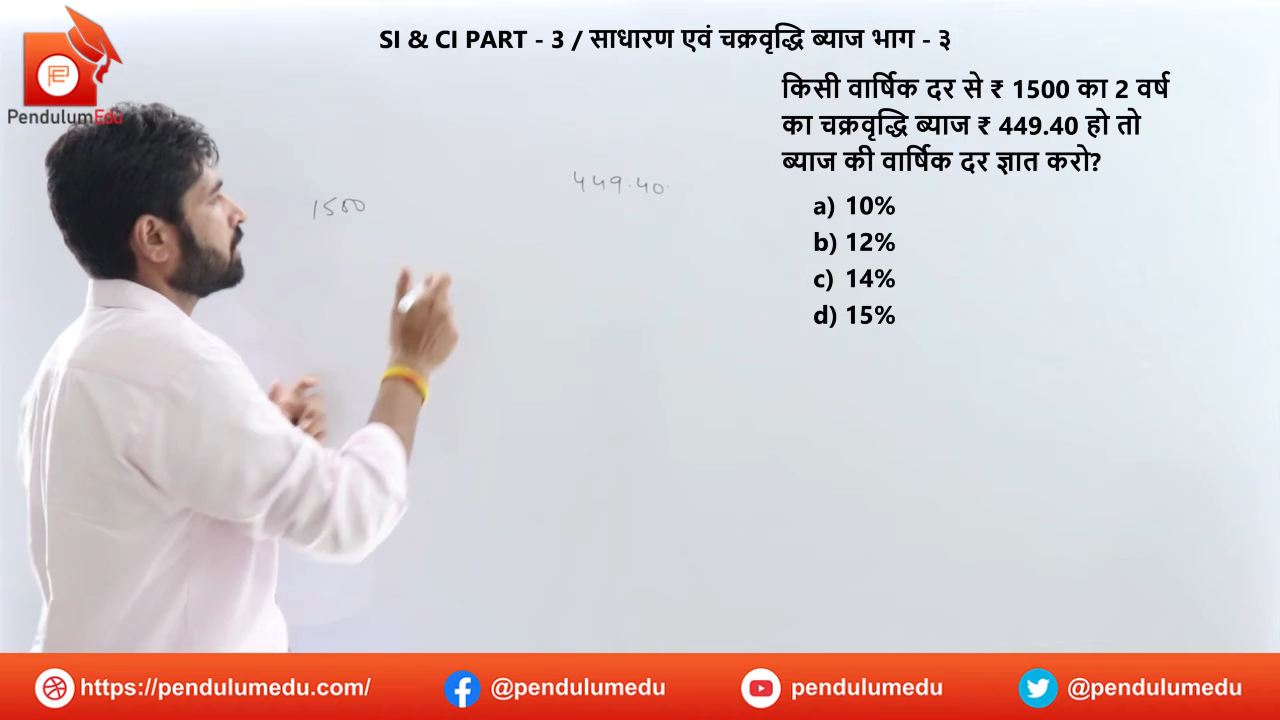 SI & CI PART - 3 / साधारण एवं चक्रवृद्धि ब्याज भाग - ३
PendulumEdu
किसी वार्षिक दर से ₹ 1500 का 2 वर्ष
का चक्रवृद्धि ब्याज ₹ 449.40 हो तो
ब्याज की वार्षिक दर ज्ञात करो?
a) 10%
b) 12%
c) 14%
d) 15%
1500
449.40
https://pendulumedu.com/
@pendulumedu
pendulumedu
@pendulumedu